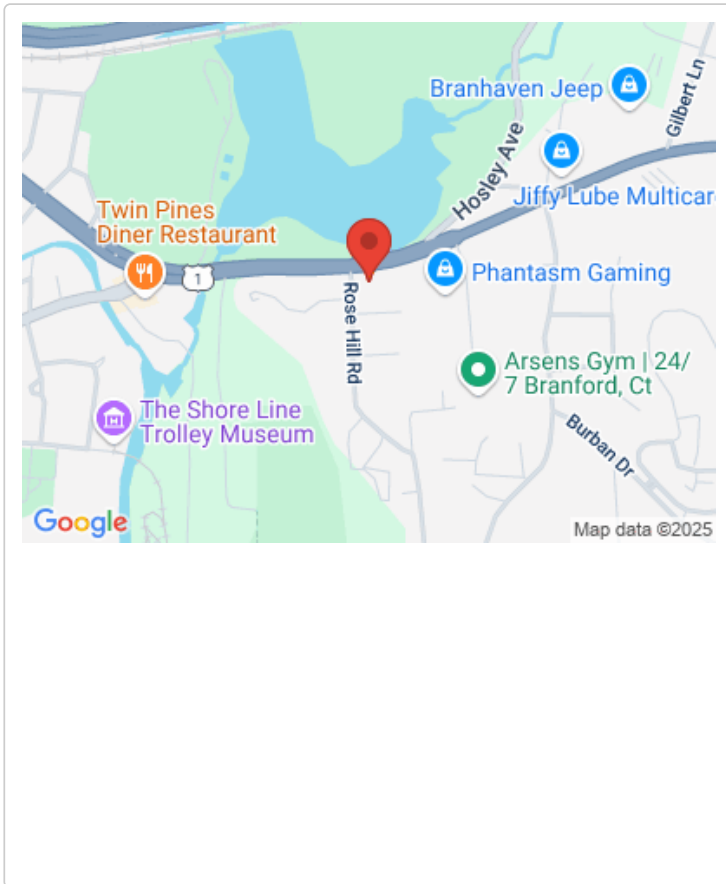 Branhaven Jeep
Gilbert Ln
Hosley Ave
Jiffy Lube Multicar
Twin Pines
Diner Restaurant
1
Phantasm Gaming
Rose Hill Rd
Arsens Gym | 24/
7 Branford, Ct
The Shore Line
Trolley Museum
Burban Dr
Google
Map data ©2025